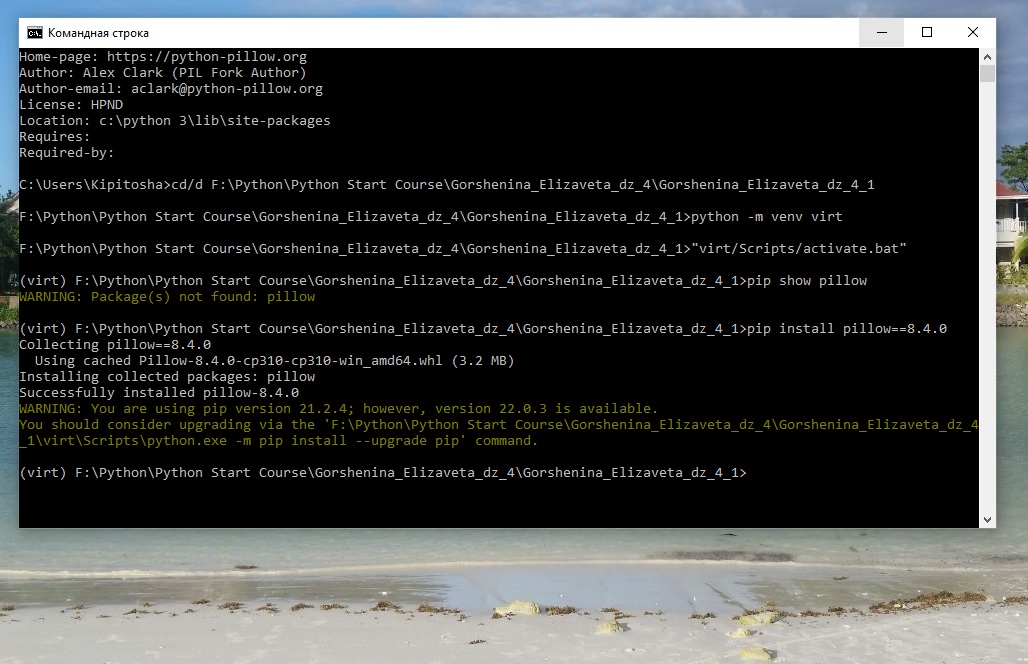 Командная строка
Home-page: https://python-pillow.org
Author: Alex Clark (PIL Fork Author)
Author-email: aclark@python-pillow.org
License: HPND
Location: c:\python 3\lib\site-packages
Requires:
Required-by:
C:\Users\Kipitosha>cd/d F:\Python\Python Start Course\Gorshenina_Elizaveta_dz_4\Gorshenina_Elizaveta_dz_4_1
F:\Python\Python Start Course\Gorshenina_Elizaveta_dz_4\Gorshenina_Elizaveta_dz_4_1>python -m venv virt
F:\Python\Python Start Course\Gorshenina_Elizaveta_dz_4\Gorshenina_Elizaveta_dz_4_1>"virt/Scripts/activate.bat"
(virt) F:\Python\Python Start Course\Gorshenina_Elizaveta_dz_4\Gorshenina_Elizaveta_dz_4_1>pip show pillow
WARNING: Package(s) not found: pillow
(virt) F:\Python\Python Start Course\Gorshenina_Elizaveta_dz_4\Gorshenina_Elizaveta_dz_4_1>pip install pillow==8.4.0
Collecting pillow==8.4.0
  Using cached Pillow-8.4.0-cp310-cp310-win_amd64.whl (3.2 MB)
Installing collected packages: pillow
Successfully installed pillow-8.4.0
WARNING: You are using pip version 21.2.4; however, version 22.0.3 is available.
You should consider upgrading via the 'F:\Python\Python Start Course\Gorshenina_Elizaveta_dz_4\Gorshenina_Elizaveta_dz_4
_1\virt\Scripts\python.exe -m pip install --upgrade pip' command.
(virt) F:\Python\Python Start Course\Gorshenina_Elizaveta_dz_4\Gorshenina_Elizaveta_dz_4_1>